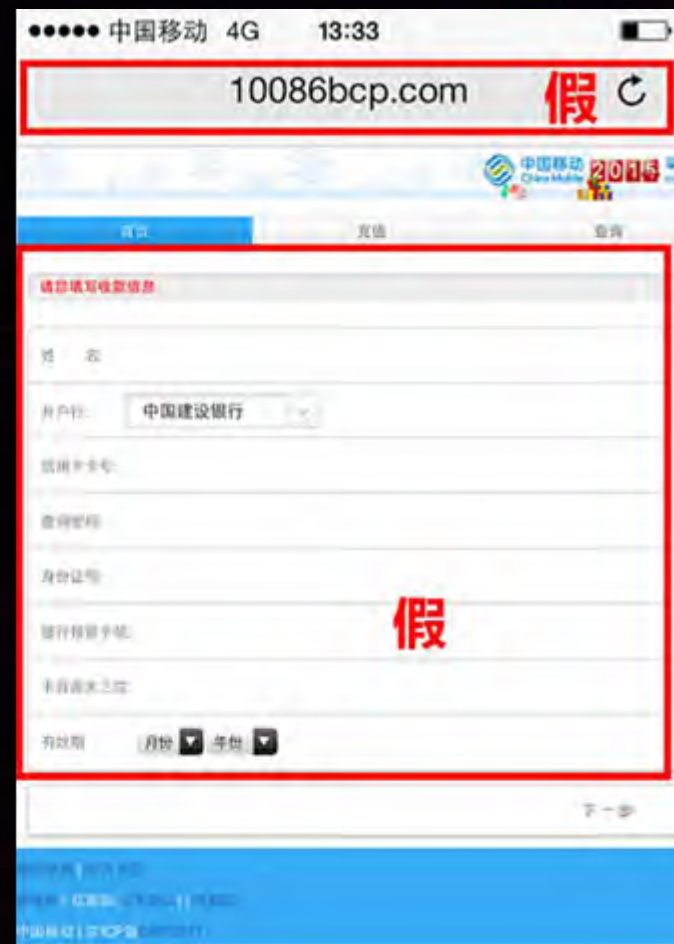 中国移动 4G 13:33
10086bcp.com 假
中国移动 2015
China Mobile
首页 充值 查询
请您填写收款信息
姓 名
开户行: 中国建设银行
信用卡卡号:
查询密码:
身份证号:
银行预留手机:
卡背面末三位:
假
有效期 月份 年份
下一步